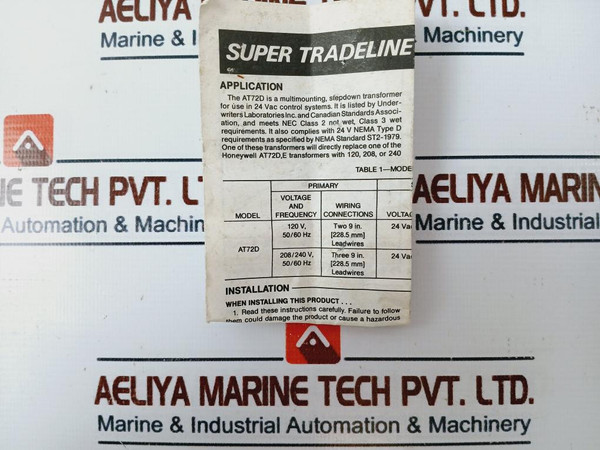 AELIYA
PVT. LTD.
Marine & In
on & Machinery
SUPER TRADELINE
APPLICATION
The AT72D is a multimounting, stepdown transformer
for use in 24 Vac control systems. It is listed by Under-
writers Laboratories Inc. and Canadian Standards Associ-
ation, and meets NEC Class 2 not wet, Class 3 wet
requirements. It also complies with 24 V NEMA Type D
requirements as specified by NEMA Standard ST2-1979.
One of these transformers will directly replace one of the
Honeywell AT72D,E transformers with 120, 208, or 240
TABLE 1—MODE
PRIMARY
MODEL
VOLTAGE
AND
FREQUENCY
WIRING
CONNECTIONS
VOLTA
AT72D
120 V,
50/60 Hz
Two 9 in.
[228.5 mm]
Leadwires
24 Va
208/240 V,
50/60 Hz
Three 9 in.
[228.5 mm]
Leadwires
24 Va
INSTALLATION
WHEN INSTALLING THIS PRODUCT . . .
1. Read these instructions carefully. Failure to follow
them could damage the product or cause a hazardous
NE TECH PVT. LTD.
Automation & Machin
AELIYA MARINE
Marine & Industrial
AELIYA MARINE TECH PVT. LTD.
Marine & Industrial Automation & Machinery